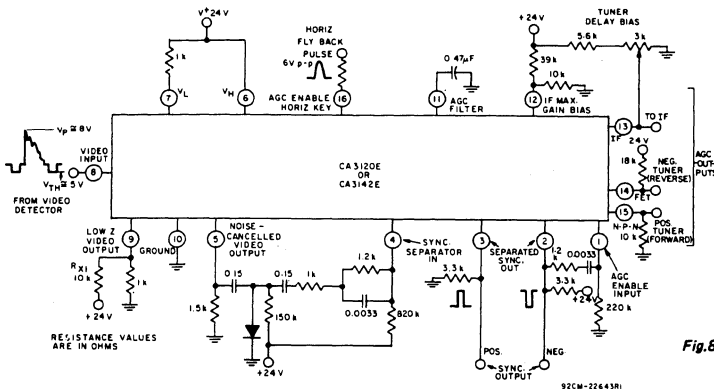 V+ 24V
1k
7
VL
VH
6
HORIZ
FLY BACK
PULSE
6V p-p
AGC ENABLE
HORIZ KEY
16
0.47µF
11
AGC
FILTER
+24V
39k
10k
12
IF MAX.
GAIN BIAS
TUNER
DELAY BIAS
5.6k
3k
VP ≅ 8V
VIDEO
INPUT
8
VTH ≅ 5V
FROM VIDEO
DETECTOR
CA3120E
OR
CA3142E
13
IF
TO IF
24V
18k
NEG.
TUNER
(REVERSE)
14
FET
15
N-P-N
10k
POS.
TUNER
(FORWARD)
AGC
OUT-
PUTS
LOW Z
VIDEO OUTPUT
9
GROUND
10
NOISE-
CANCELLED
VIDEO
OUTPUT
5
4
SYNC.
SEPARATOR
IN
3
SEPARATED
SYNC.
OUT
2
1
AGC
ENABLE
INPUT
RX1
10k
1k
+24V
1.5k
0.15
0.15
1k
1.2k
0.0033
150k
820k
+24V
3.3k
1.2
k
0.0033
3.3k
+24V
220k
POS.
NEG.
SYNC.
OUTPUT
RESISTANCE VALUES
ARE IN OHMS
92CM-22643R1
Fig.8